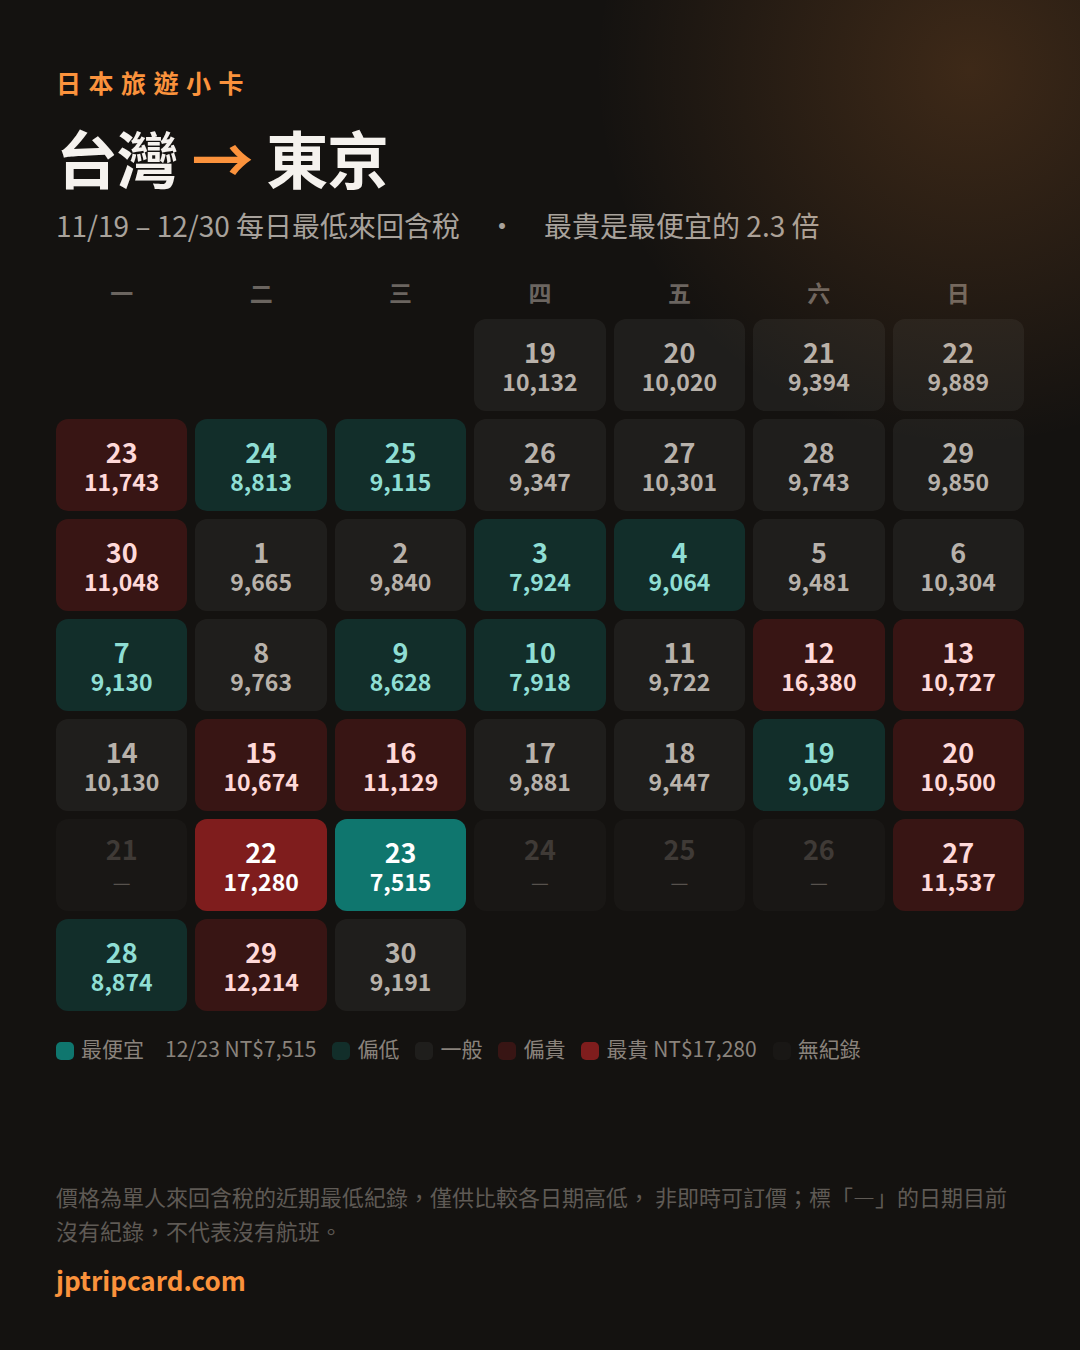 日本旅遊小卡
台灣 → 東京
11/19 – 12/30 每日最低來回含稅 · 最貴是最便宜的 2.3 倍
一 二 三 四 五 六 日
19 20 21 22
10,132 10,020 9,394 9,889
23 24 25 26 27 28 29
11,743 8,813 9,115 9,347 10,301 9,743 9,850
30 1 2 3 4 5 6
11,048 9,665 9,840 7,924 9,064 9,481 10,304
7 8 9 10 11 12 13
9,130 9,763 8,628 7,918 9,722 16,380 10,727
14 15 16 17 18 19 20
10,130 10,674 11,129 9,881 9,447 9,045 10,500
21 22 23 24 25 26 27
— 17,280 7,515 — — — 11,537
28 29 30
8,874 12,214 9,191
最便宜 12/23 NT$7,515 偏低 一般 偏貴 最貴 NT$17,280 無紀錄
價格為單人來回含稅的近期最低紀錄，僅供比較各日期高低， 非即時可訂價；標「—」的日期目前
沒有紀錄，不代表沒有航班。
jptripcard.com